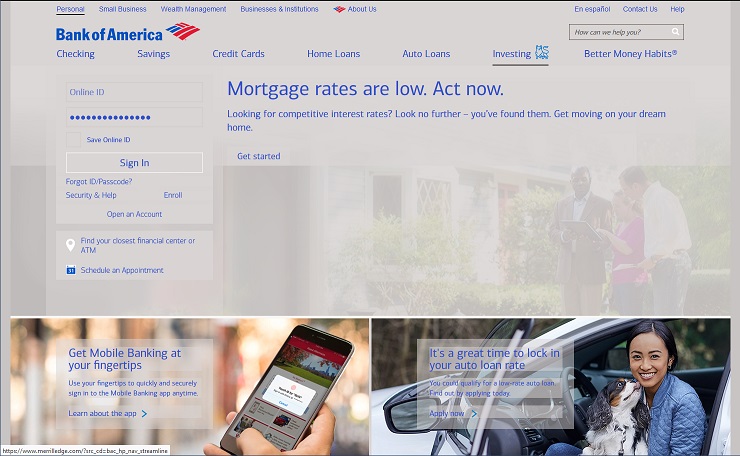 Personal Small Business Wealth Management Businesses & Institutions About Us En español Contact Us Help
Bank of America
How can we help you?
Checking Savings Credit Cards Home Loans Auto Loans Investing Better Money Habits®
Online ID
Save Online ID
Sign In
Forgot ID/Passcode?
Security & Help Enroll
Open an Account
Find your closest financial center or
ATM
31 Schedule an Appointment
Mortgage rates are low. Act now.
Looking for competitive interest rates? Look no further – you've found them. Get moving on your dream
home.
Get started
Get Mobile Banking at
your fingertips
Use your fingertips to quickly and securely
sign in to the Mobile Banking app anytime.
Learn about the app
It's a great time to lock in
your auto loan rate
You could qualify for a low-rate auto loan.
Find out by applying today.
Apply now
https://www.merrilledge.com/?src_cd=bac_hp_nav_streamline